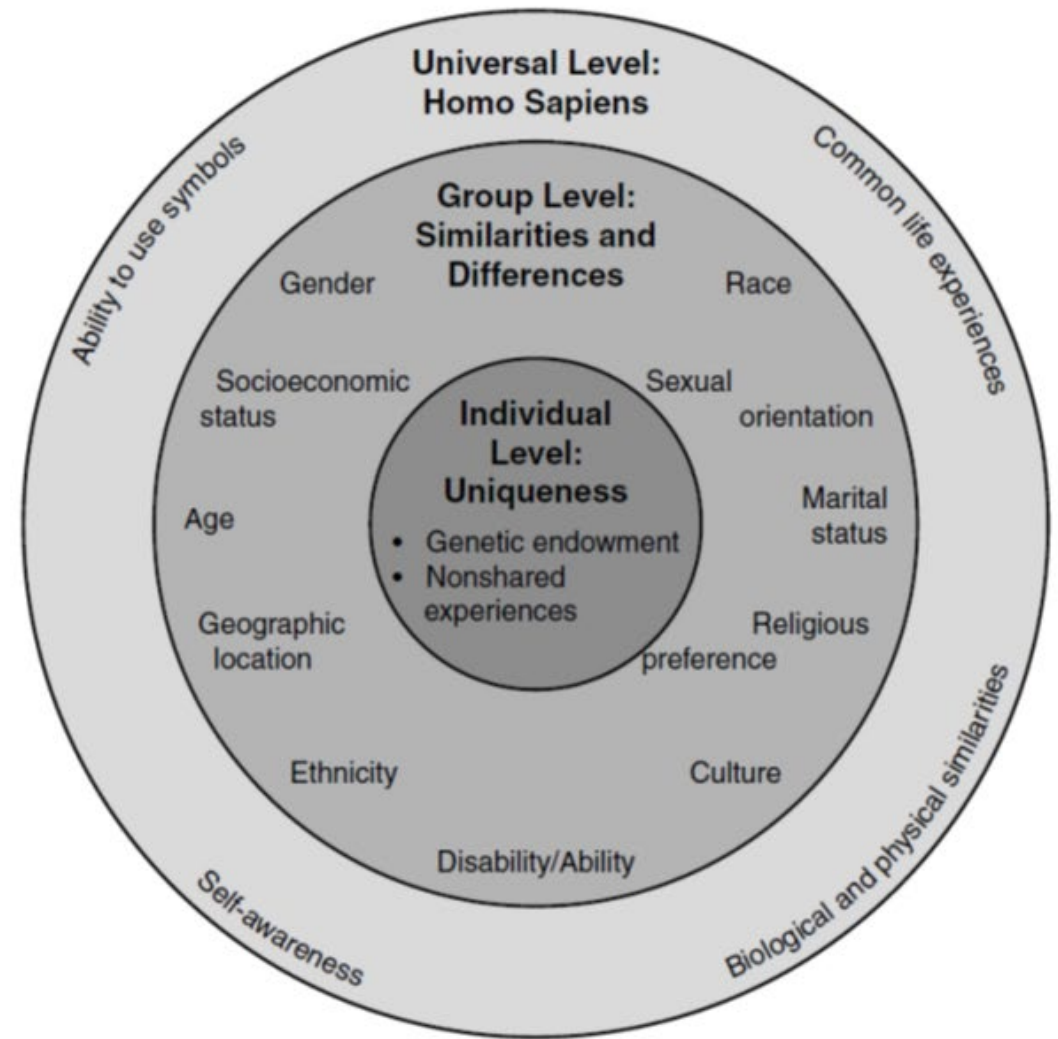 Universal Level:
Homo Sapiens
Ability to use symbols
Common life experiences
Group Level:
Similarities and
Differences
Gender
Race
Socioeconomic
status
Sexual
orientation
Individual
Level:
Uniqueness
• Genetic endowment
• Nonshared
experiences
Age
Marital
status
Geographic
location
Religious
preference
Ethnicity
Culture
Disability/Ability
Self-awareness
Biological and physical similarities